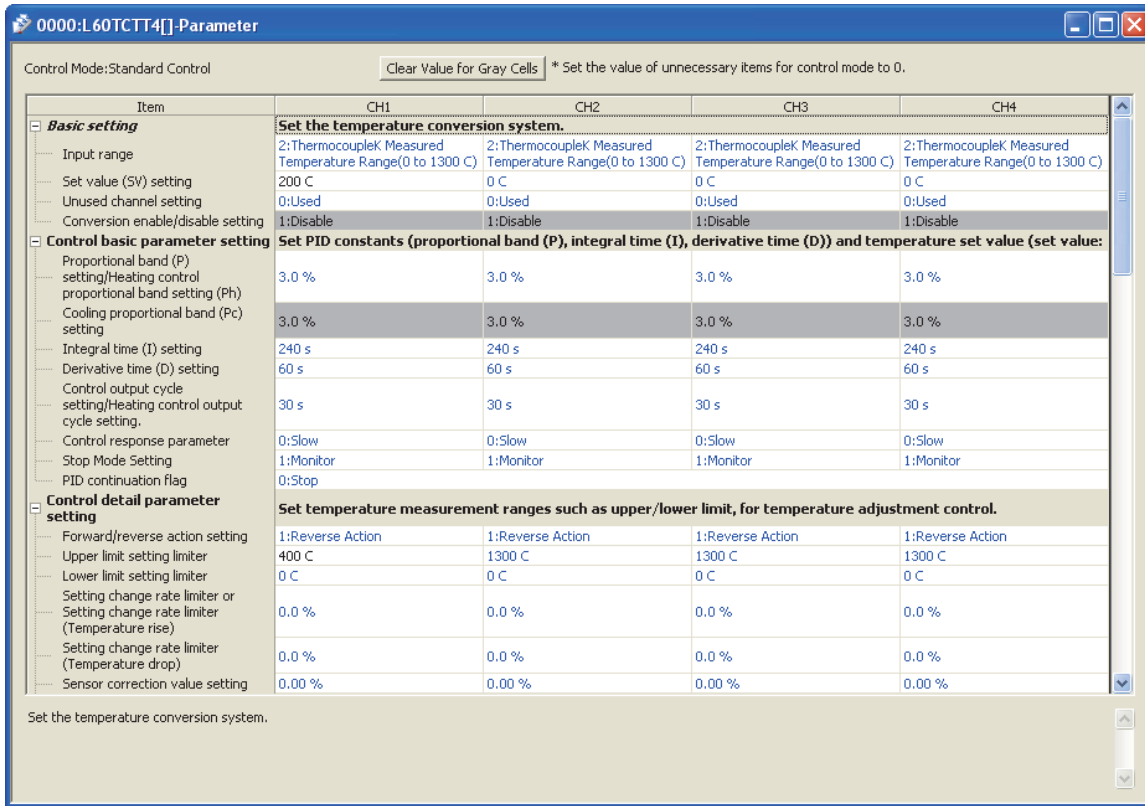 0000:L60TCTT4[]-Parameter
Control Mode:Standard Control
Clear Value for Gray Cells
* Set the value of unnecessary items for control mode to 0.
Item CH1 CH2 CH3 CH4
Basic setting Set the temperature conversion system.
Input range 2:ThermocoupleK Measured Temperature Range(0 to 1300 C) 2:ThermocoupleK Measured Temperature Range(0 to 1300 C) 2:ThermocoupleK Measured Temperature Range(0 to 1300 C) 2:ThermocoupleK Measured Temperature Range(0 to 1300 C)
Set value (SV) setting 200 C 0 C 0 C 0 C
Unused channel setting 0:Used 0:Used 0:Used 0:Used
Conversion enable/disable setting 1:Disable 1:Disable 1:Disable 1:Disable
Control basic parameter setting Set PID constants (proportional band (P), integral time (I), derivative time (D)) and temperature set value (set value:
Proportional band (P)
setting/Heating control
proportional band setting (Ph)
3.0 % 3.0 % 3.0 % 3.0 %
Cooling proportional band (Pc)
setting
3.0 % 3.0 % 3.0 % 3.0 %
Integral time (I) setting 240 s 240 s 240 s 240 s
Derivative time (D) setting 60 s 60 s 60 s 60 s
Control output cycle
setting/Heating control output
cycle setting.
30 s 30 s 30 s 30 s
Control response parameter 0:Slow 0:Slow 0:Slow 0:Slow
Stop Mode Setting 1:Monitor 1:Monitor 1:Monitor 1:Monitor
PID continuation flag 0:Stop
Control detail parameter
setting
Set temperature measurement ranges such as upper/lower limit, for temperature adjustment control.
Forward/reverse action setting 1:Reverse Action 1:Reverse Action 1:Reverse Action 1:Reverse Action
Upper limit setting limiter 400 C 1300 C 1300 C 1300 C
Lower limit setting limiter 0 C 0 C 0 C 0 C
Setting change rate limiter or
Setting change rate limiter
(Temperature rise)
0.0 % 0.0 % 0.0 % 0.0 %
Setting change rate limiter
(Temperature drop)
0.0 % 0.0 % 0.0 % 0.0 %
Sensor correction value setting 0.00 % 0.00 % 0.00 % 0.00 %
Set the temperature conversion system.